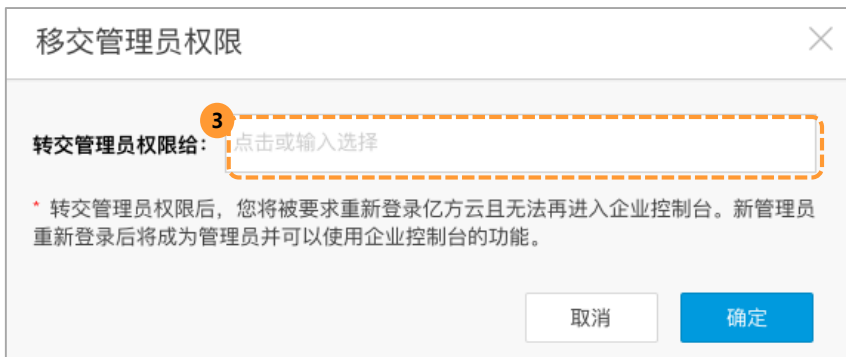 移交管理员权限
3
转交管理员权限给：
点击或输入选择
* 转交管理员权限后，您将被要求重新登录亿方云且无法再进入企业控制台。新管理员
重新登录后将成为管理员并可以使用企业控制台的功能。
取消
确定